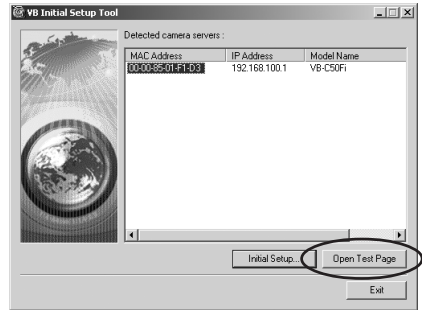 VB Initial Setup Tool
Detected camera servers :
MAC Address IP Address Model Name
00-00-85-01-F1-D3 192.168.100.1 VB-C50Fi
Initial Setup... Open Test Page
Exit